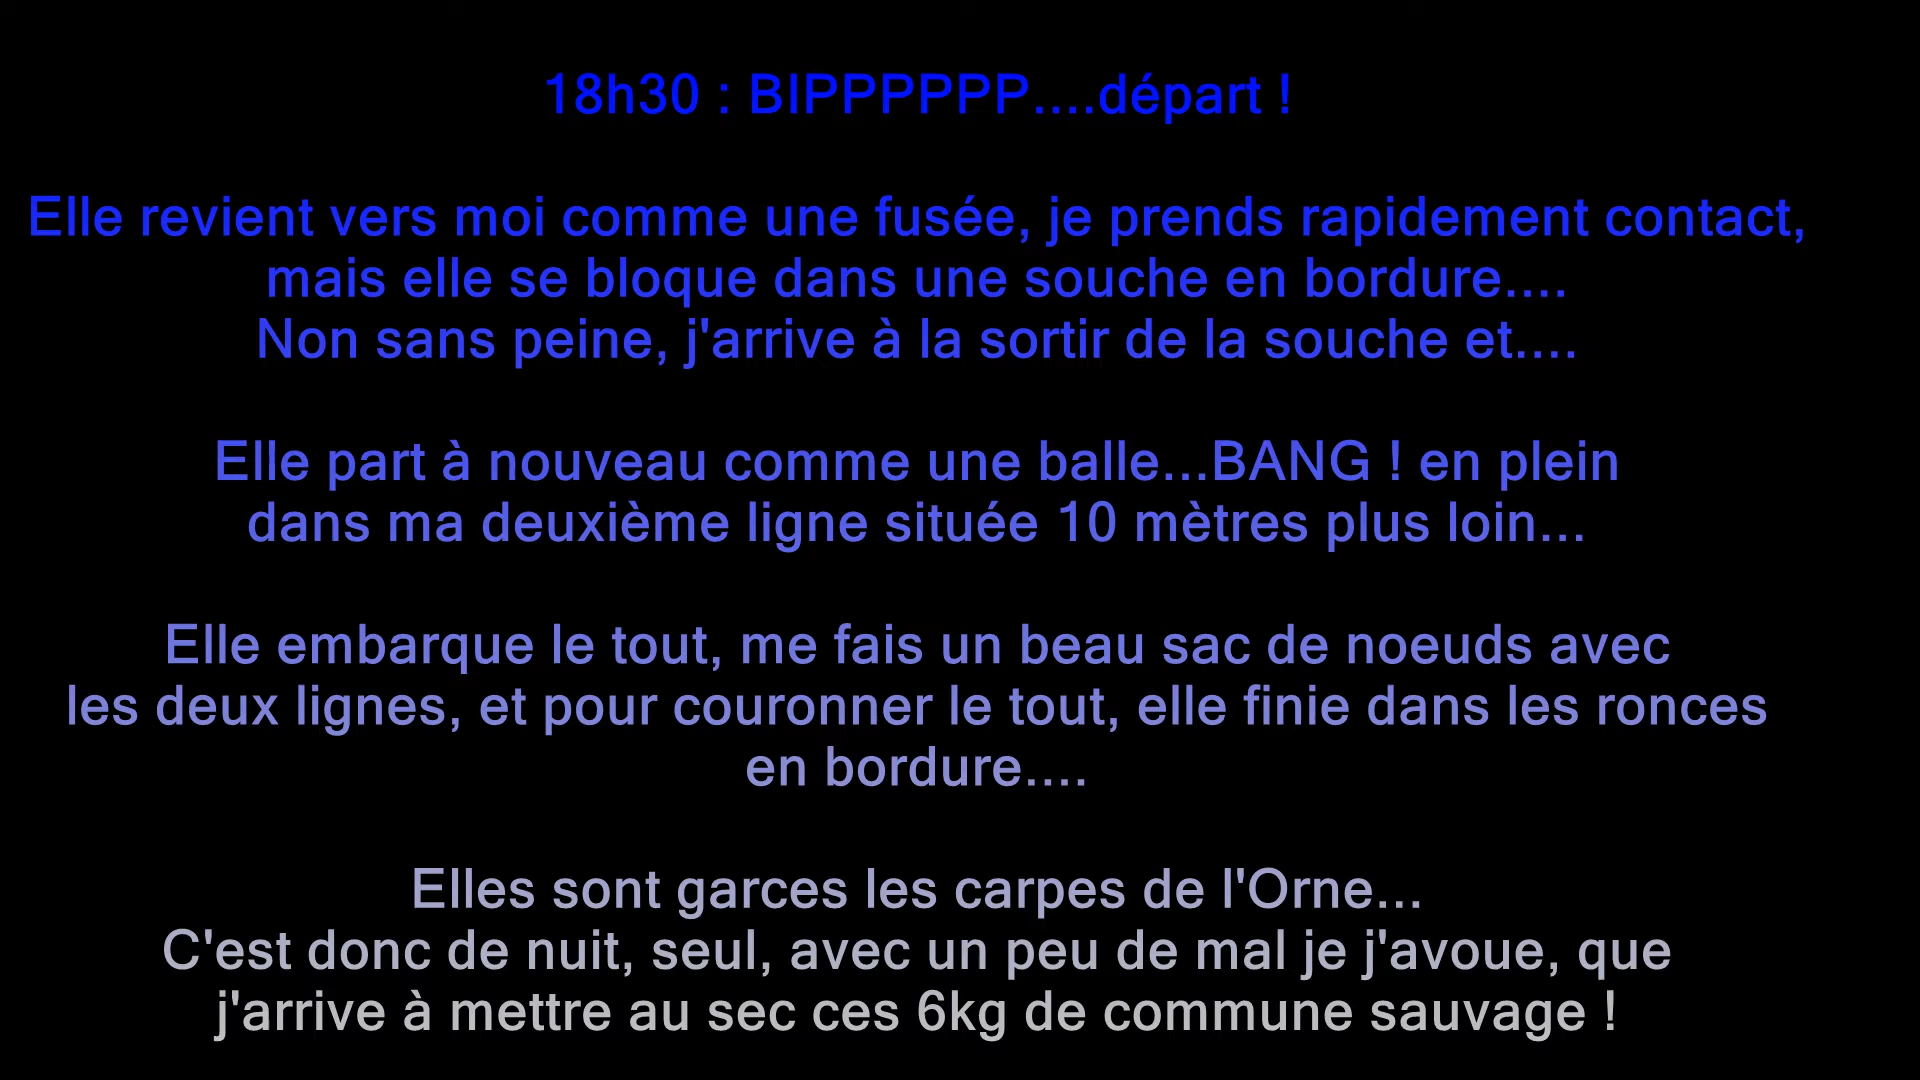 18h30 : BIPPPPPP....départ !
Elle revient vers moi comme une fusée, je prends rapidement contact,
mais elle se bloque dans une souche en bordure....
Non sans peine, j'arrive à la sortir de la souche et....
Elle part à nouveau comme une balle...BANG ! en plein
dans ma deuxième ligne située 10 mètres plus loin...
Elle embarque le tout, me fais un beau sac de noeuds avec
les deux lignes, et pour couronner le tout, elle finie dans les ronces
en bordure....
Elles sont garces les carpes de l'Orne...
C'est donc de nuit, seul, avec un peu de mal je j'avoue, que
j'arrive à mettre au sec ces 6kg de commune sauvage !